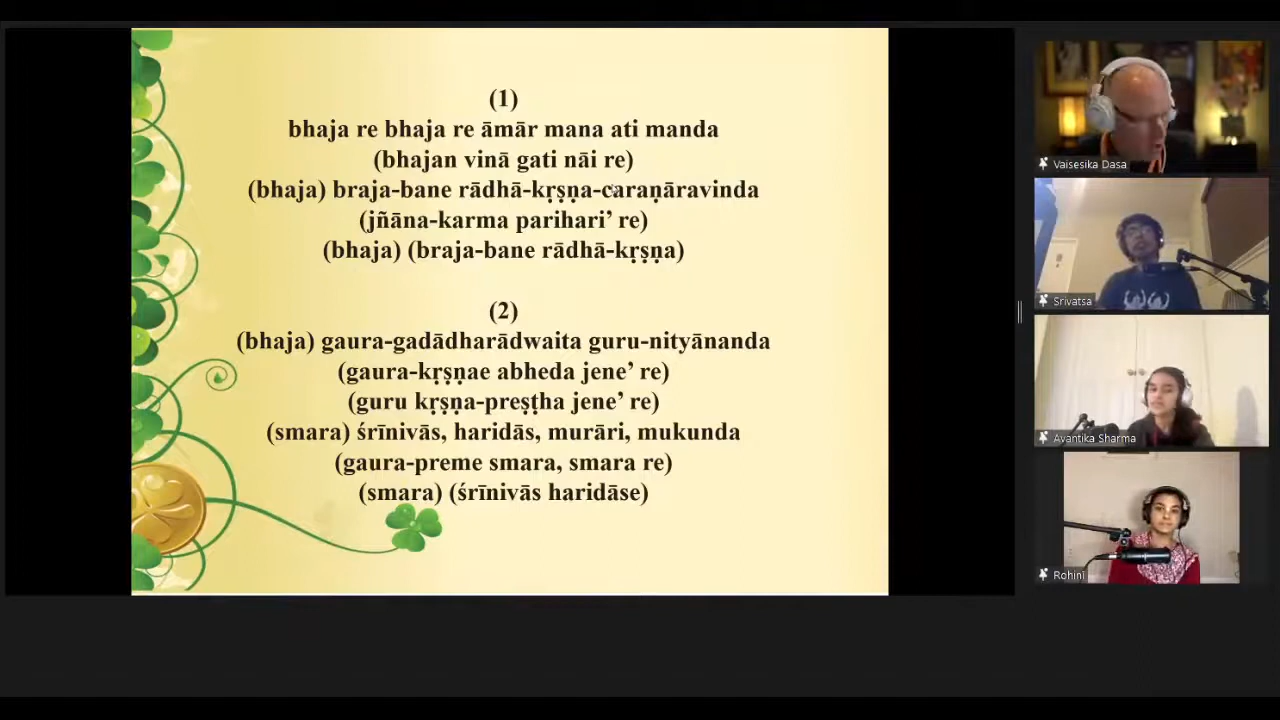 (1)
bhaja re bhaja re āmār mana ati manda
(bhajan vinā gati nāi re)
(bhaja) braja-bane rādhā-kṛṣṇa-caraṇāravinda
(jñāna-karma parihari’ re)
(bhaja) (braja-bane rādhā-kṛṣṇa)
(2)
(bhaja) gaura-gadādharādwaita guru-nityānanda
(gaura-kṛṣṇae abheda jene’ re)
(guru kṛṣṇa-preṣṭha jene’ re)
(smara) śrīnivās, haridās, murāri, mukunda
(gaura-preme smara, smara re)
(smara) (śrīnivās haridāse)
Vaisesika Dasa
Srivatsa
Avantika Sharma
Rohinī